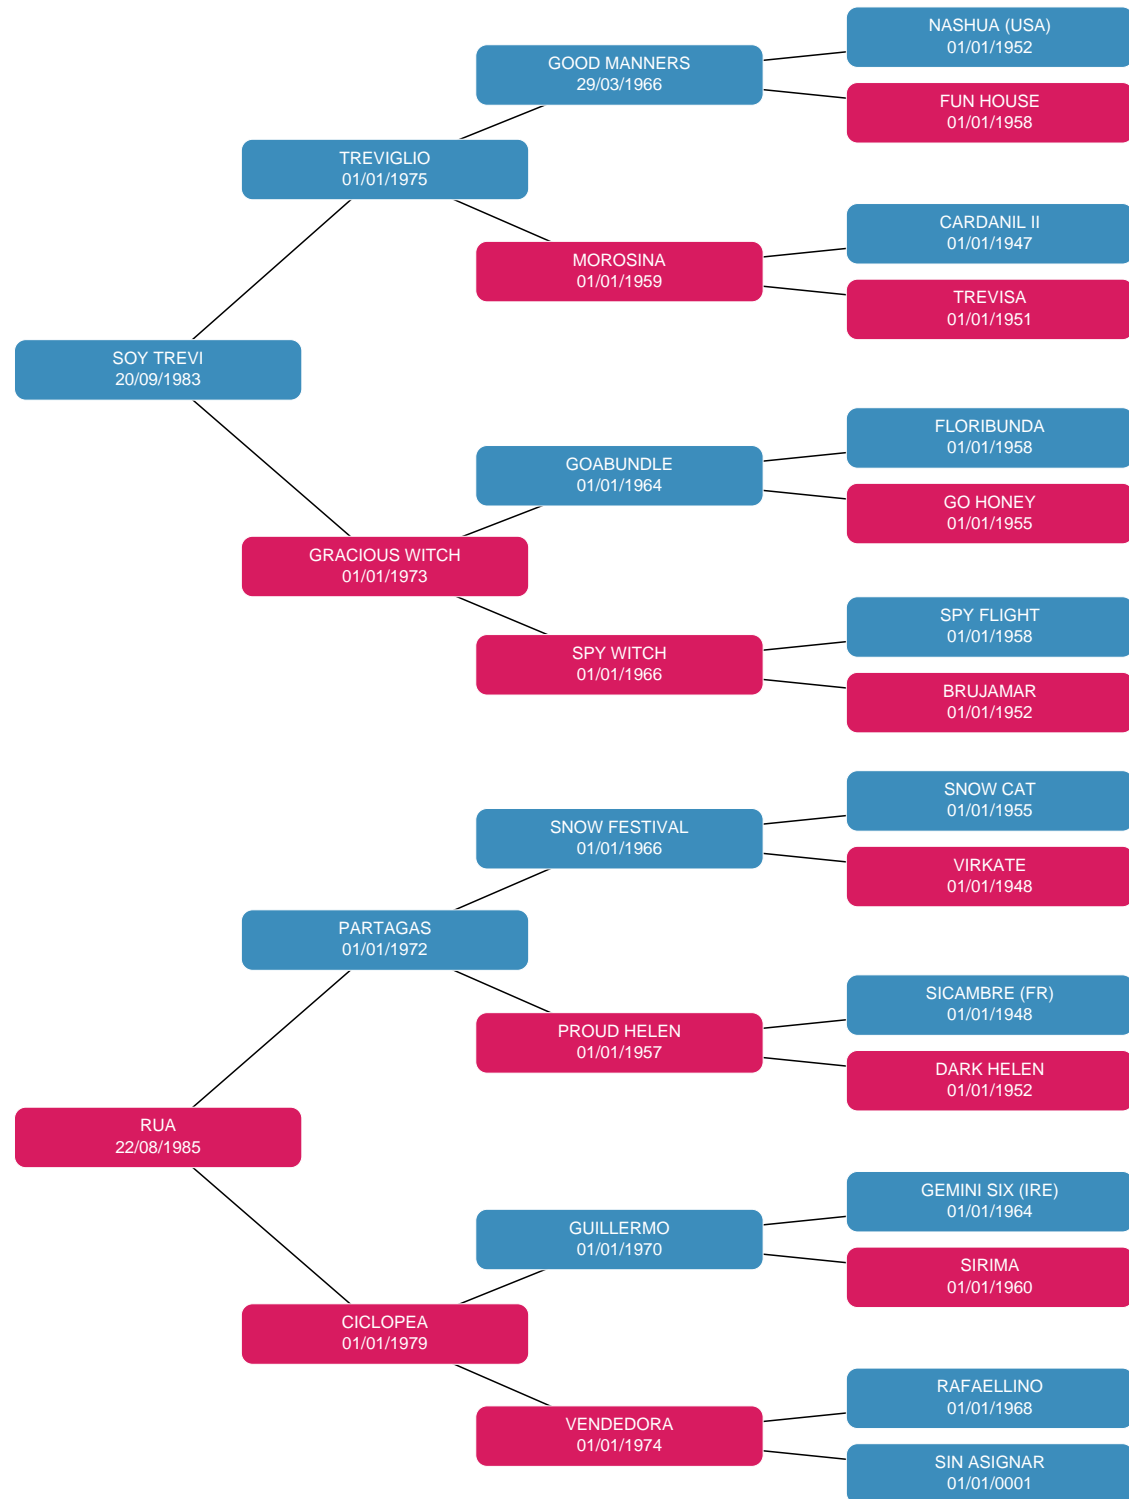 NASHUA (USA)
01/01/1952
GOOD MANNERS
29/03/1966
FUN HOUSE
01/01/1958
TREVIGLIO
01/01/1975
CARDANIL II
01/01/1947
MOROSINA
01/01/1959
TREVISA
01/01/1951
SOY TREVI
20/09/1983
FLORIBUNDA
01/01/1958
GOABUNDLE
01/01/1964
GO HONEY
01/01/1955
GRACIOUS WITCH
01/01/1973
SPY FLIGHT
01/01/1958
SPY WITCH
01/01/1966
BRUJAMAR
01/01/1952
SNOW CAT
01/01/1955
SNOW FESTIVAL
01/01/1966
VIRKATE
01/01/1948
PARTAGAS
01/01/1972
SICAMBRE (FR)
01/01/1948
PROUD HELEN
01/01/1957
DARK HELEN
01/01/1952
RUA
22/08/1985
GEMINI SIX (IRE)
01/01/1964
GUILLERMO
01/01/1970
SIRIMA
01/01/1960
CICLOPEA
01/01/1979
RAFAELLINO
01/01/1968
VENDEDORA
01/01/1974
SIN ASIGNAR
01/01/0001